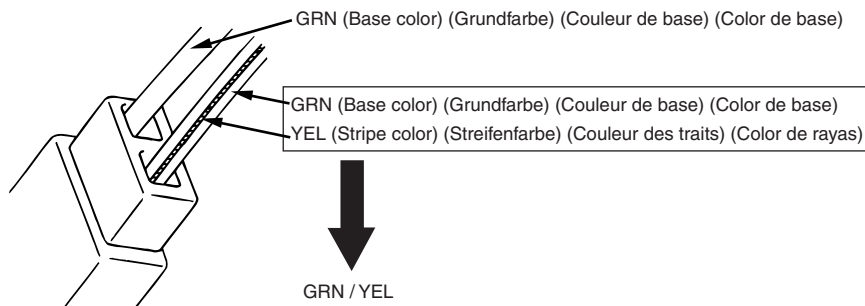 GRN (Base color) (Grundfarbe) (Couleur de base) (Color de base)
GRN (Base color) (Grundfarbe) (Couleur de base) (Color de base)
YEL (Stripe color) (Streifenfarbe) (Couleur des traits) (Color de rayas)
GRN / YEL